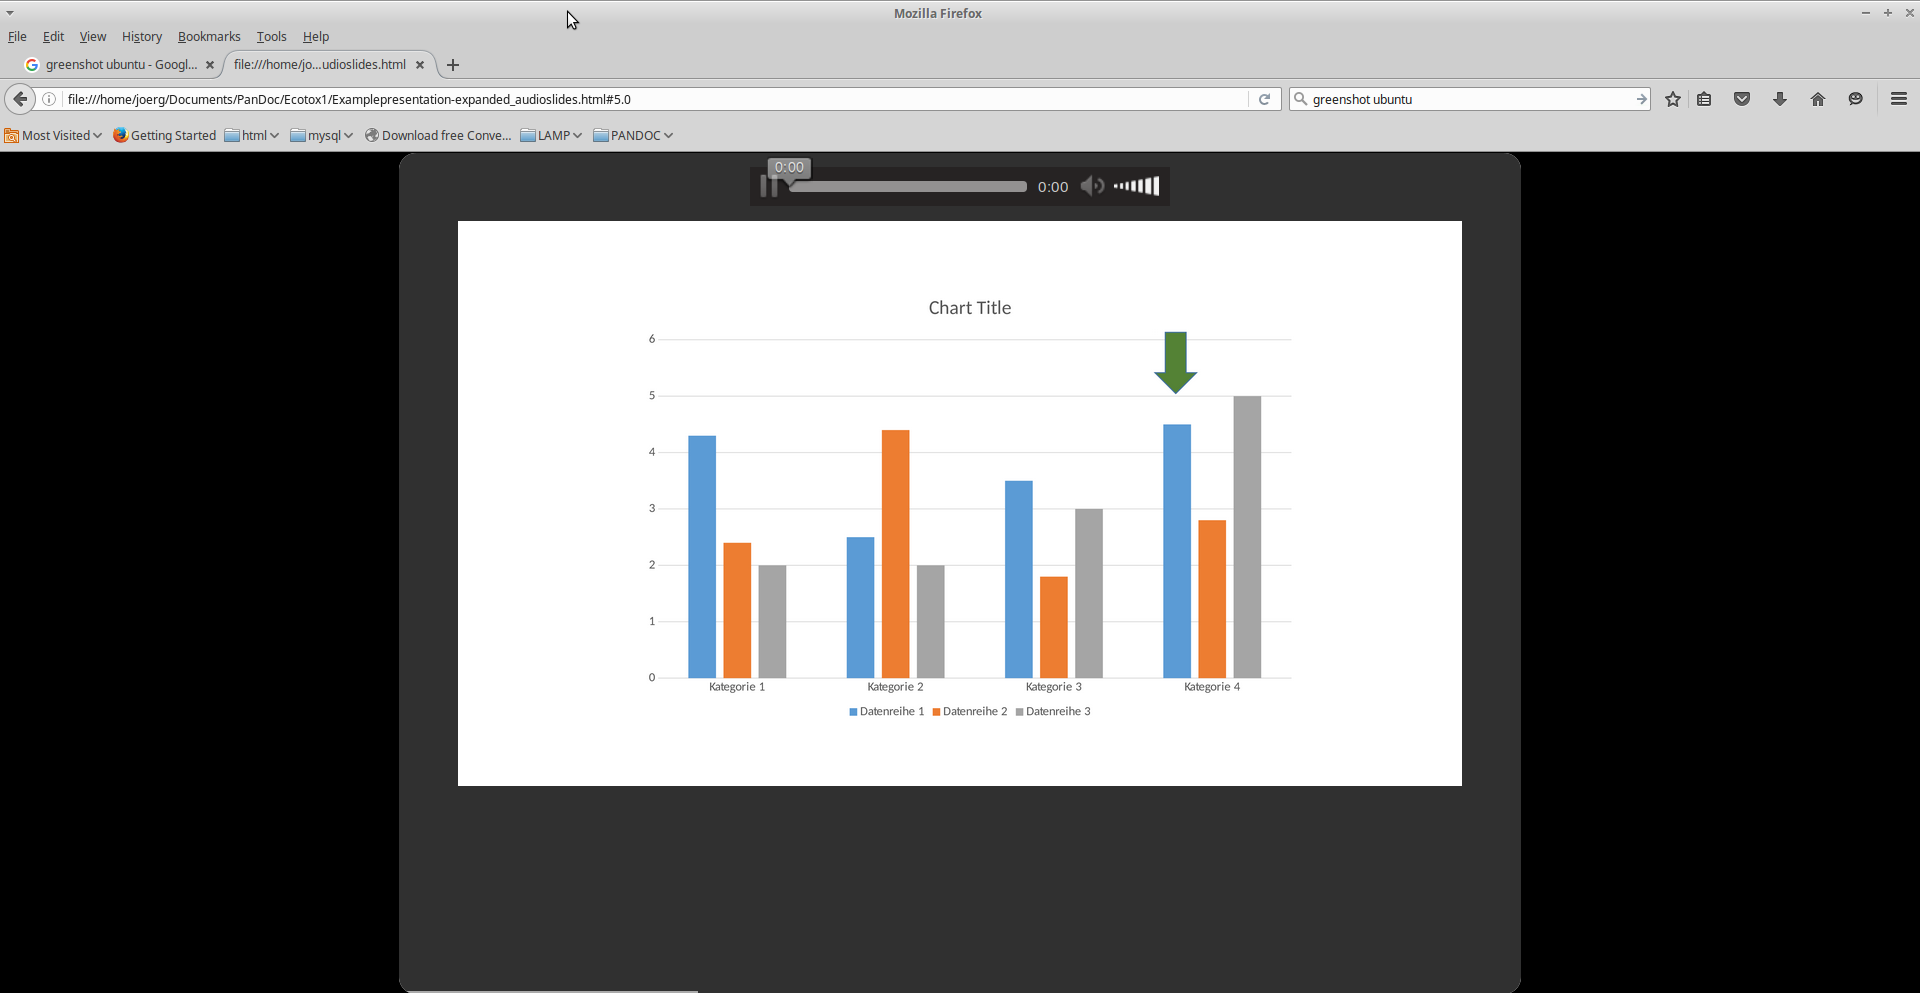 Mozilla Firefox
File Edit View History Bookmarks Tools Help
greenshot ubuntu - Googl... file:///home/jo...udioslides.html
file:///home/joerg/Documents/PanDoc/Ecotox1/Examplepresentation-expanded_audioslides.html#5.0 greenshot ubuntu
Most Visited Getting Started html mysql Download free Conve... LAMP PANDOC
0:00
0:00
Chart Title
6
5
4
3
2
1
0
Kategorie 1 Kategorie 2 Kategorie 3 Kategorie 4
Datenreihe 1 Datenreihe 2 Datenreihe 3